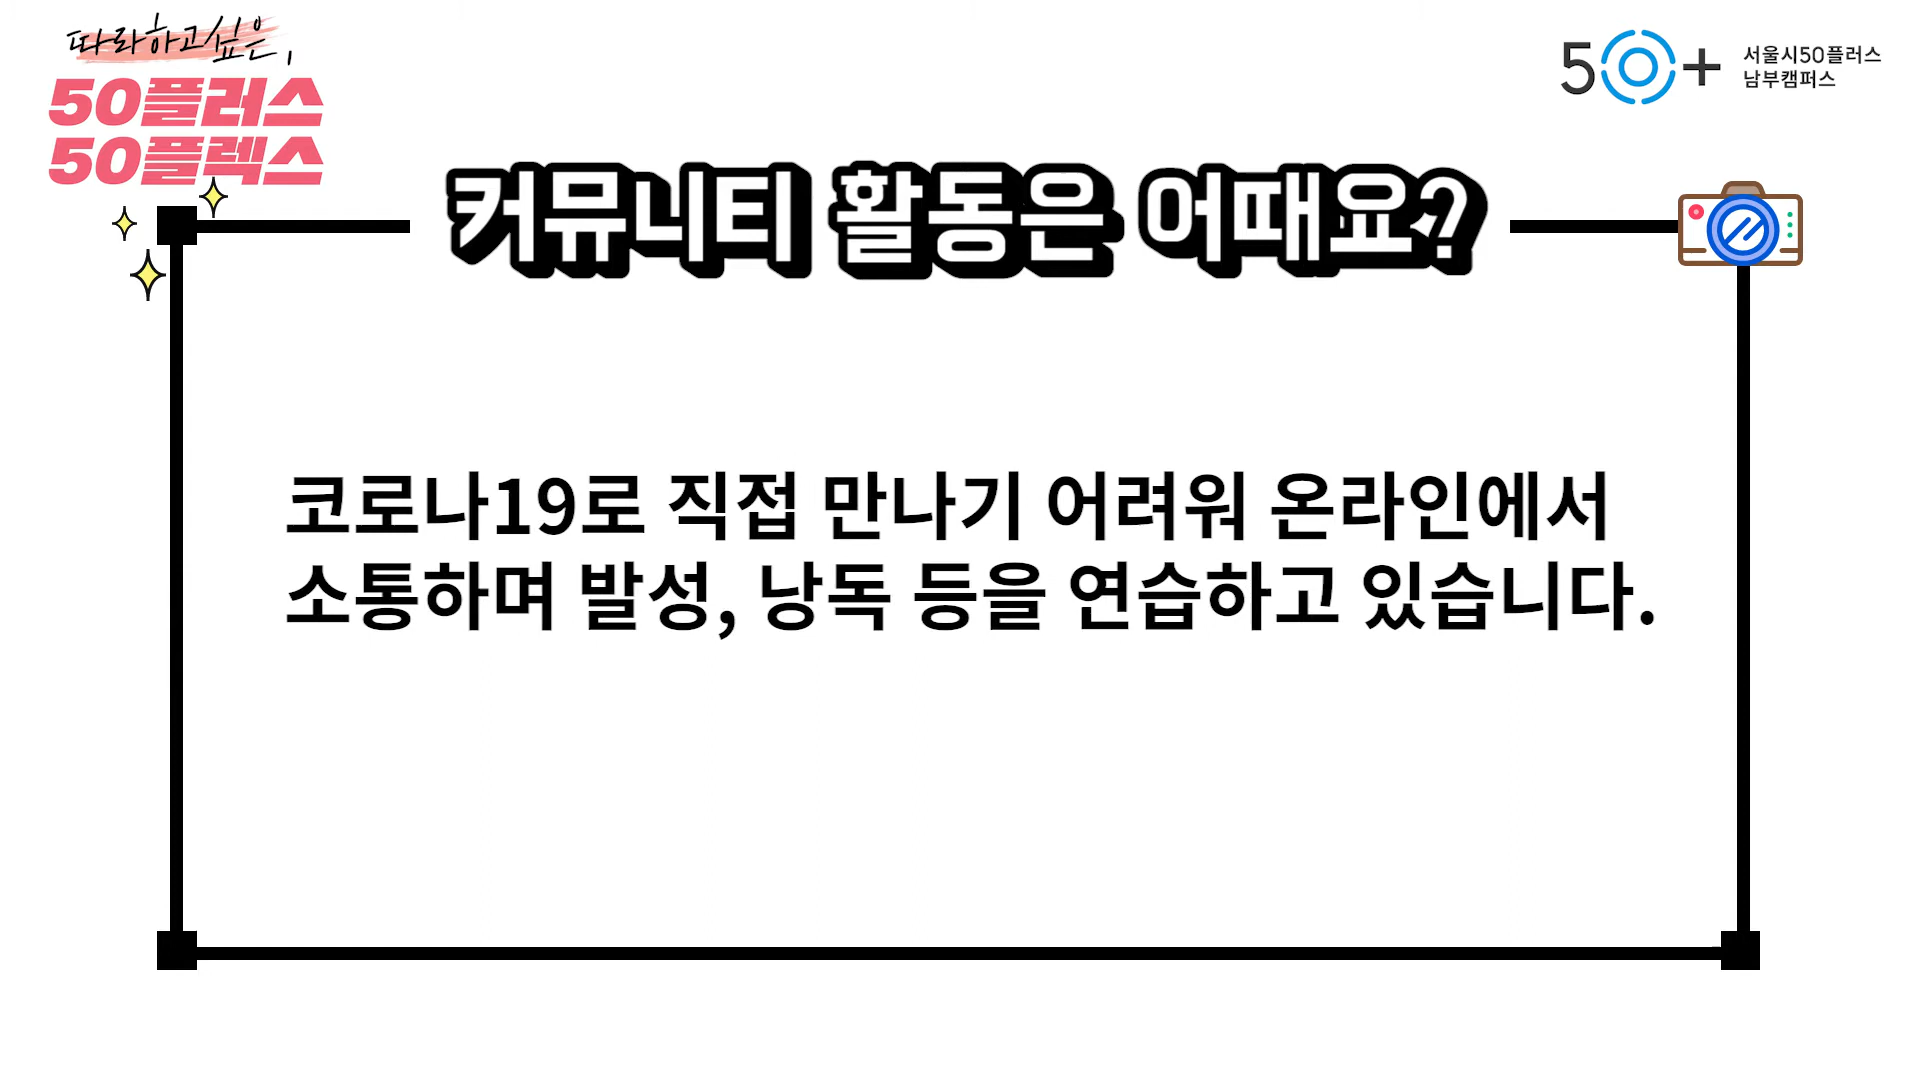 따라하고싶은,
50플러스
50플렉스
50+ 서울시50플러스
남부캠퍼스
커뮤니티 활동은 어때요?
코로나19로 직접 만나기 어려워 온라인에서
소통하며 발성, 낭독 등을 연습하고 있습니다.